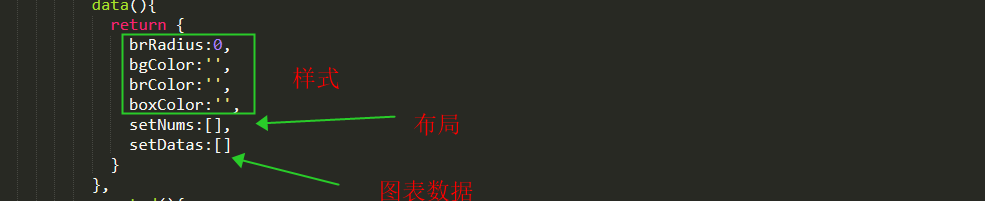 data(){
return {
brRadius:0,
bgColor:'',
样式
brColor:'',
boxColor:'',
setNums:[],
布局
setDatas:[]
}
图表数据
},